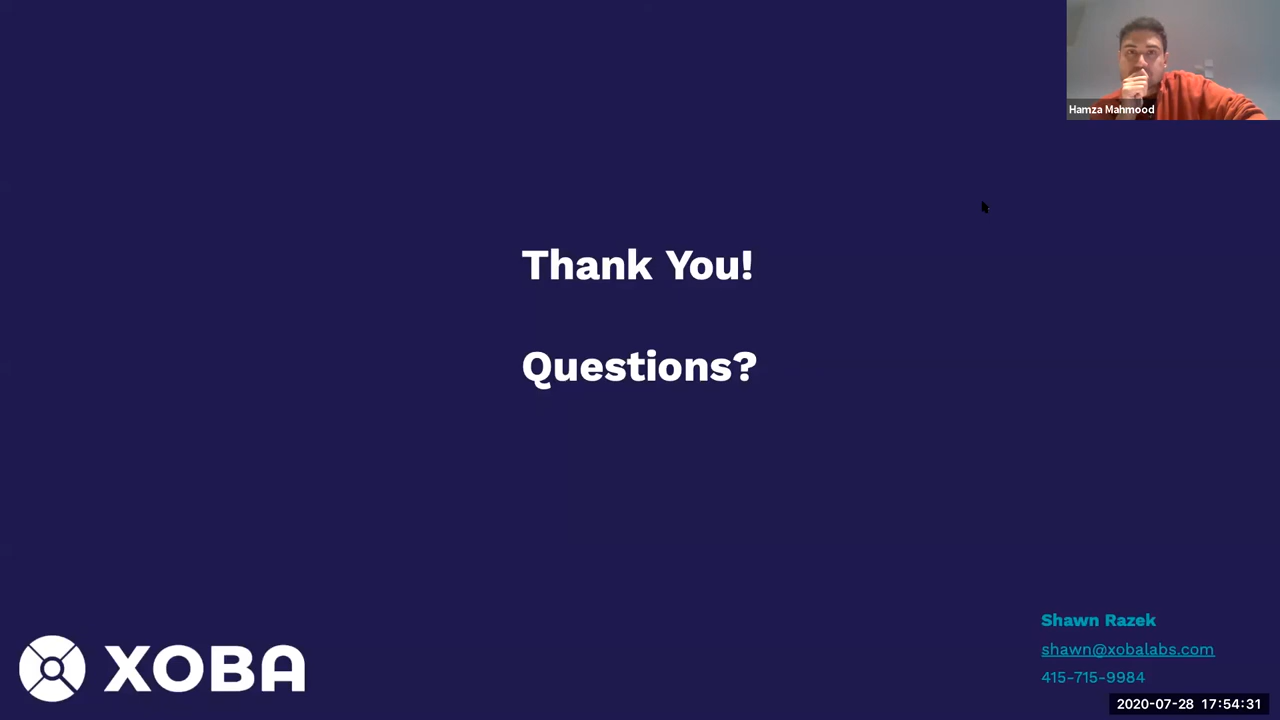 Hamza Mahmood
Thank You!
Questions?
Shawn Razek
shawn@xobalabs.com
415-715-9984
XOBA
2020-07-28 17:54:31